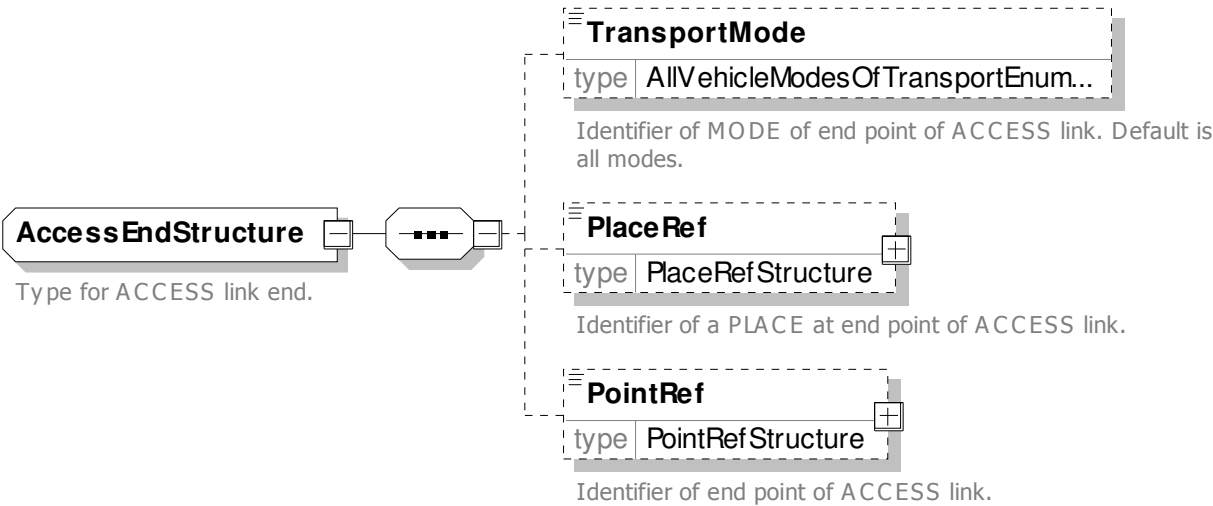 TransportMode
type AllVehicleModesOfTransportEnum...
Identifier of MODE of end point of ACCESS link. Default is
all modes.
AccessEndStructure
Type for ACCESS link end.
PlaceRef
type PlaceRefStructure
Identifier of a PLACE at end point of ACCESS link.
PointRef
type PointRefStructure
Identifier of end point of ACCESS link.